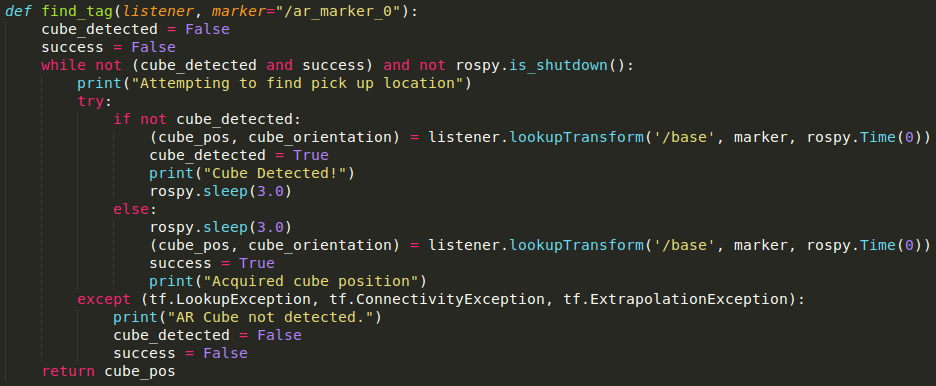 def find_tag(listener, marker="/ar_marker_0"):
    cube_detected = False
    success = False
    while not (cube_detected and success) and not rospy.is_shutdown():
        print("Attempting to find pick up location")
        try:
            if not cube_detected:
                (cube_pos, cube_orientation) = listener.lookupTransform('/base', marker, rospy.Time(0))
                cube_detected = True
                print("Cube Detected!")
                rospy.sleep(3.0)
            else:
                rospy.sleep(3.0)
                (cube_pos, cube_orientation) = listener.lookupTransform('/base', marker, rospy.Time(0))
                success = True
                print("Acquired cube position")
        except (tf.LookupException, tf.ConnectivityException, tf.ExtrapolationException):
            print("AR Cube not detected.")
            cube_detected = False
            success = False
    return cube_pos